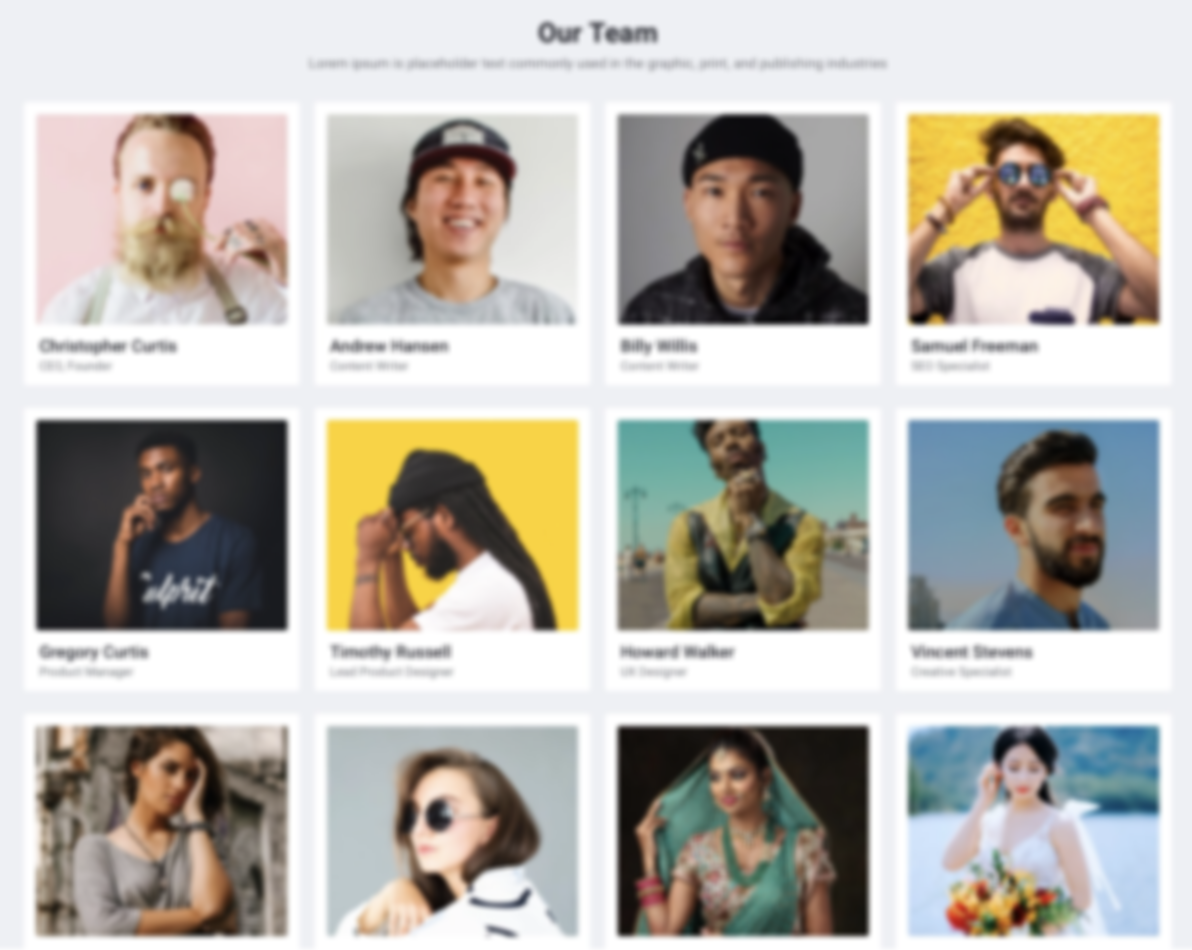 Our Team
Lorem ipsum is placeholder text commonly used in the graphic, print, and publishing industries
Christopher Curtis
Andrew Hansen
Billy Willis
Samuel Freeman
CEO, Founder
Content Writer
Content Writer
SEO Specialist
Gregory Curtis
Timothy Russell
Howard Walker
Vincent Stevens
Product Manager
Lead Product Designer
UX Designer
Creative Specialist